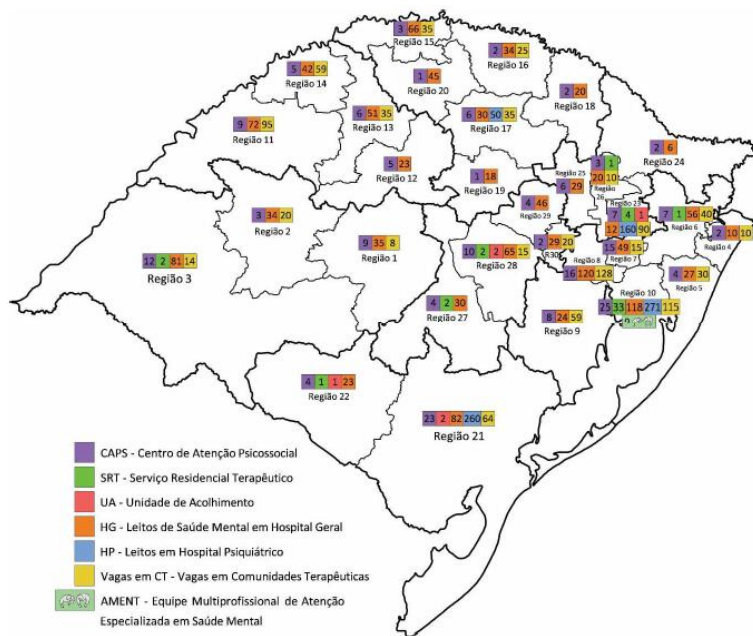 3 66 35
Região 15
2 34 25
Região 16
5 42 59
Região 14
1 45
Região 20
2 20
Região 18
6 51 35
Região 13
6 30 50 35
Região 17
9 72 95
Região 11
2 6
Região 24
5 23
Região 12
1 18
Região 19
3 1
20 10
Região 26
Região 25
6 29
4 46
Região 29
Região 23
7 4 1
12 160 90
7 1 56 40
Região 6
2 10 10
Região 4
3 34 20
Região 2
9 35 8
Região 1
10 2 2 65 15
Região 28
2 29 20
R30
15 49 15
Região 7
Região 8
16 120 128
12 2 81 14
Região 3
4 27 30
Região 5
Região 10
25 33 118 271 115
4 2 30
Região 27
8 24 59
Região 9
4 1 1 23
Região 22
23 2 82 260 64
Região 21
CAPS - Centro de Atenção Psicossocial
SRT - Serviço Residencial Terapêutico
UA - Unidade de Acolhimento
HG - Leitos de Saúde Mental em Hospital Geral
HP - Leitos em Hospital Psiquiátrico
Vagas em CT - Vagas em Comunidades Terapêuticas
AMENT - Equipe Multiprofissional de Atenção
Especializada em Saúde Mental